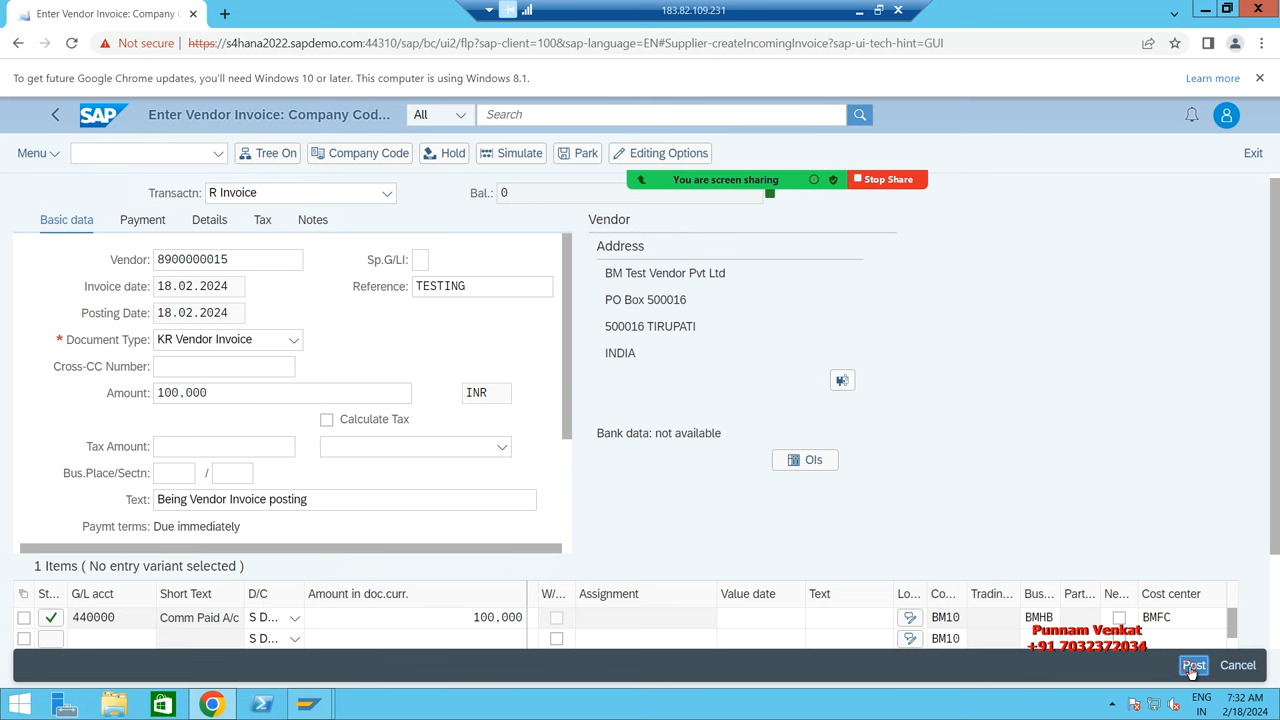 Enter Vendor Invoice: Company
183.82.109.231
Not secure
https://s4hana2022.sapdemo.com:44310/sap/bc/ui2/flp?sap-client=100&sap-language=EN#Supplier-createIncomingInvoice?sap-ui-tech-hint=GUI
To get future Google Chrome updates, you'll need Windows 10 or later. This computer is using Windows 8.1.
Learn more
SAP
Enter Vendor Invoice: Company Cod...
All
Search
Menu
Tree On
Company Code
Hold
Simulate
Park
Editing Options
Exit
You are screen sharing
Stop Share
Transactn: R Invoice
Bal.: 0
Basic data
Payment
Details
Tax
Notes
Vendor: 8900000015
Sp.G/LI:
Invoice date: 18.02.2024
Reference: TESTING
Posting Date: 18.02.2024
* Document Type: KR Vendor Invoice
Cross-CC Number:
Amount: 100,000
INR
Calculate Tax
Tax Amount:
Bus.Place/Sectn: /
Text: Being Vendor Invoice posting
Paymt terms: Due immediately
Vendor
Address
BM Test Vendor Pvt Ltd
PO Box 500016
500016 TIRUPATI
INDIA
Bank data: not available
OIs
1 Items ( No entry variant selected )
St... G/L acct Short Text D/C Amount in doc.curr. W/... Assignment Value date Text Lo... Co... Tradin... Bus... Part... Ne... Cost center
440000 Comm Paid A/c S D... 100,000 BM10 BMHB BMFC
S D... BM10
Punnam Venkat
+91 7032372034
Post
Cancel
ENG
IN
7:32 AM
2/18/2024